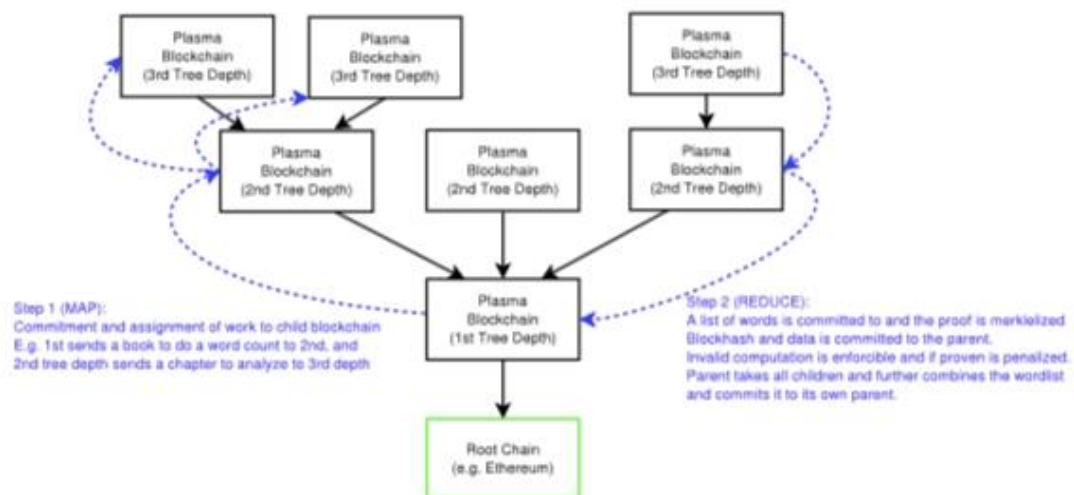 Plasma
Blockchain
(3rd Tree Depth)
Plasma
Blockchain
(3rd Tree Depth)
Plasma
Blockchain
(3rd Tree Depth)
Plasma
Blockchain
(2nd Tree Depth)
Plasma
Blockchain
(2nd Tree Depth)
Plasma
Blockchain
(2nd Tree Depth)
Plasma
Blockchain
(1st Tree Depth)
Step 1 (MAP):
Commitment and assignment of work to child blockchain
E.g. 1st sends a book to do a word count to 2nd, and
2nd tree depth sends a chapter to analyze to 3rd depth
Step 2 (REDUCE):
A list of words is committed to and the proof is merklelized
Blockhash and data is committed to the parent.
Invalid computation is enforcible and if proven is penalized.
Parent takes all children and further combines the wordlist
and commits it to its own parent.
Root Chain
(e.g. Ethereum)